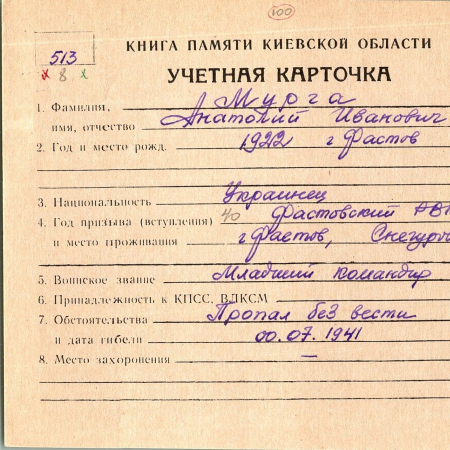 100
КНИГА ПАМЯТИ КИЕВСКОЙ ОБЛАСТИ
513
х 8 х
УЧЕТНАЯ КАРТОЧКА
1. Фамилия, Мурга
имя, отчество Анатолий Иванович
2. Год и место рожд. 1922 г Фастов
3. Национальность Украинец
4. Год призыва (вступления) 40 Фастовский РВ
и место проживания г Фастов, Снегуро
5. Воинское звание Младший командир
6. Принадлежность к КПСС, ВЛКСМ
7. Обстоятельства Пропал без вести
и дата гибели 00.07.1941
8. Место захоронения —